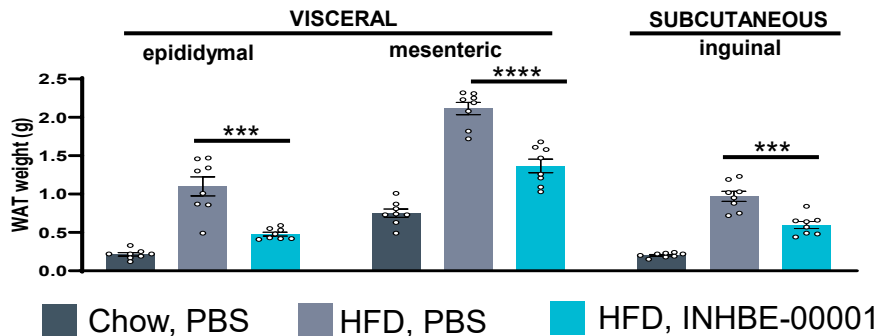 VISCERAL SUBCUTANEOUS
epididymal mesenteric inguinal
WAT weight (g)
2.5
2.0
1.5
1.0
0.5
0.0
***
****
***
Chow, PBS HFD, PBS HFD, INHBE-00001